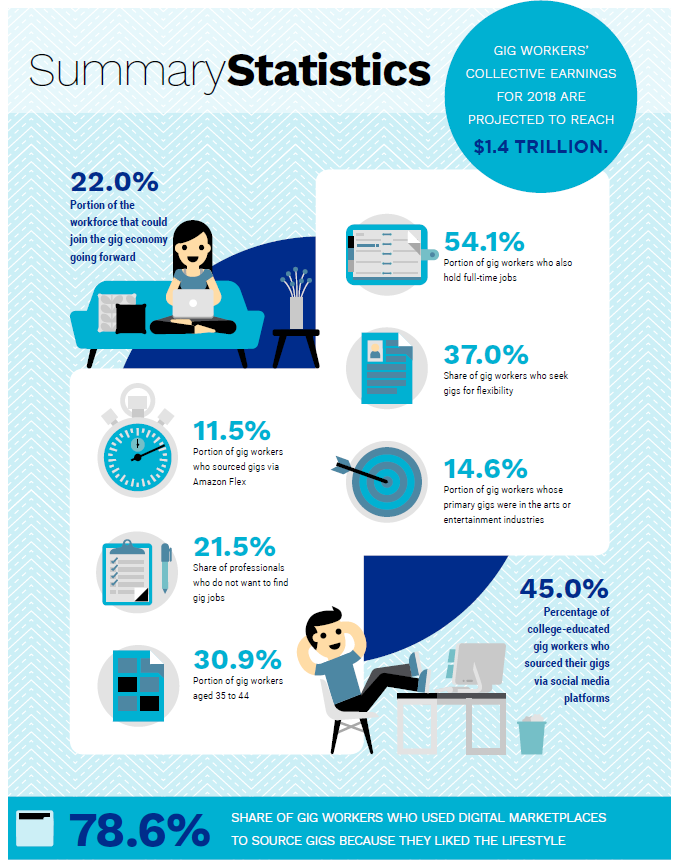 SummaryStatistics
GIG WORKERS’
COLLECTIVE EARNINGS
FOR 2018 ARE
PROJECTED TO REACH
$1.4 TRILLION.
22.0%
Portion of the
workforce that could
join the gig economy
going forward
54.1%
Portion of gig workers who also
hold full-time jobs
37.0%
Share of gig workers who seek
gigs for flexibility
14.6%
Portion of gig workers whose
primary gigs were in the arts or
entertainment industries
11.5%
Portion of gig workers
who sourced gigs via
Amazon Flex
21.5%
Share of professionals
who do not want to find
gig jobs
30.9%
Portion of gig workers
aged 35 to 44
45.0%
Percentage of
college-educated
gig workers who
sourced their gigs
via social media
platforms
78.6%
SHARE OF GIG WORKERS WHO USED DIGITAL MARKETPLACES
TO SOURCE GIGS BECAUSE THEY LIKED THE LIFESTYLE